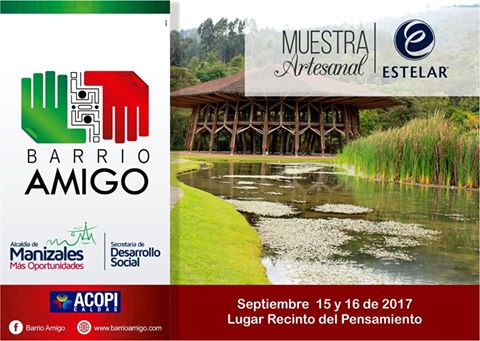 MUESTRA
Artesanal
e
ESTELAR
BARRIO
AMIGO
Alcaldía de
Manizales
Más Oportunidades
Secretaría de
Desarrollo
Social
ACOPI
CALDAS
f Barrio Amigo
www.barrioamigo.com
Septiembre 15 y 16 de 2017
Lugar Recinto del Pensamiento